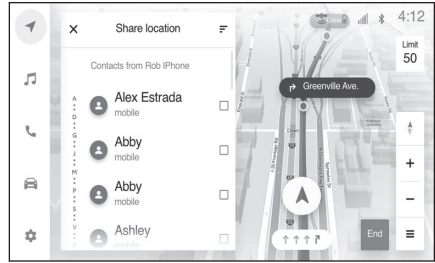 4:12
× Share location
Limit
50
Contacts from Rob IPhone
Greenville Ave.
A
D
G
J
M
P
S
V
Z
Alex Estrada
mobile
Abby
mobile
Abby
mobile
Ashley
mobile
+
−
End